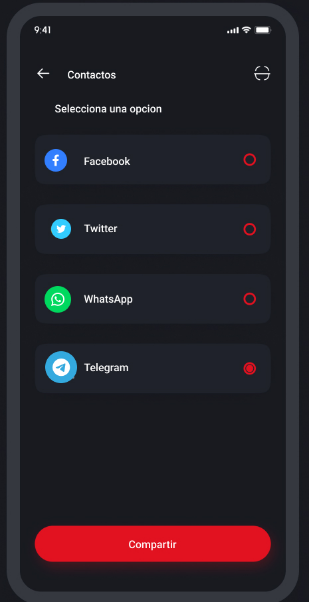 9:41
Contactos
Selecciona una opcion
Facebook
Twitter
WhatsApp
Telegram
Compartir